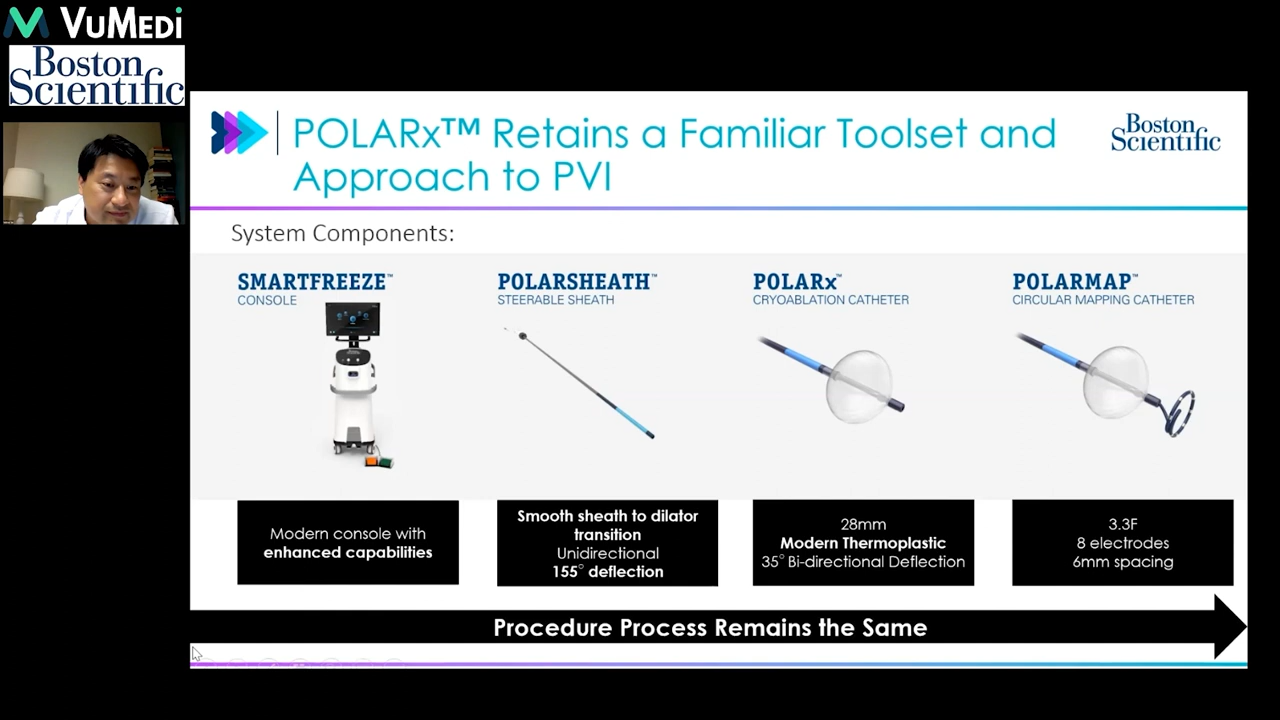 VuMedi
Boston
Scientific
POLARx™ Retains a Familiar Toolset and
Approach to PVI
Boston
Scientific
System Components:
SMARTFREEZE™
CONSOLE
POLARSHEATH™
STEERABLE SHEATH
POLARx™
CRYOABLATION CATHETER
POLARMAP™
CIRCULAR MAPPING CATHETER
Modern console with
enhanced capabilities
Smooth sheath to dilator
transition
Unidirectional
155° deflection
28mm
Modern Thermoplastic
35° Bi-directional Deflection
3.3F
8 electrodes
6mm spacing
Procedure Process Remains the Same